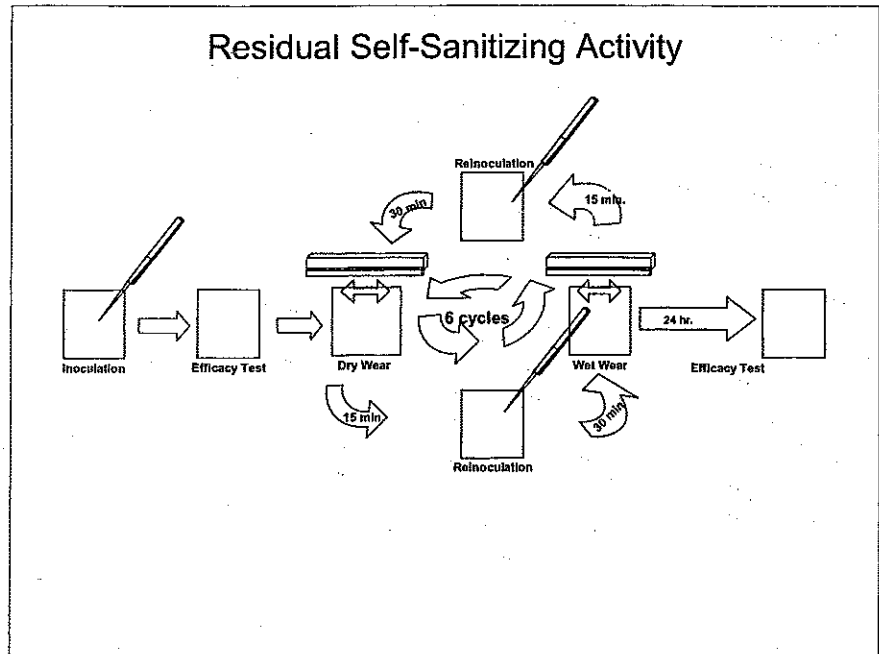 Residual Self-Sanitizing Activity
Reinoculation
30 min
15 min.
6 cycles
24 hr.
Inoculation
Efficacy Test
Dry Wear
Wet Wear
Efficacy Test
15 min
30 min
Reinoculation